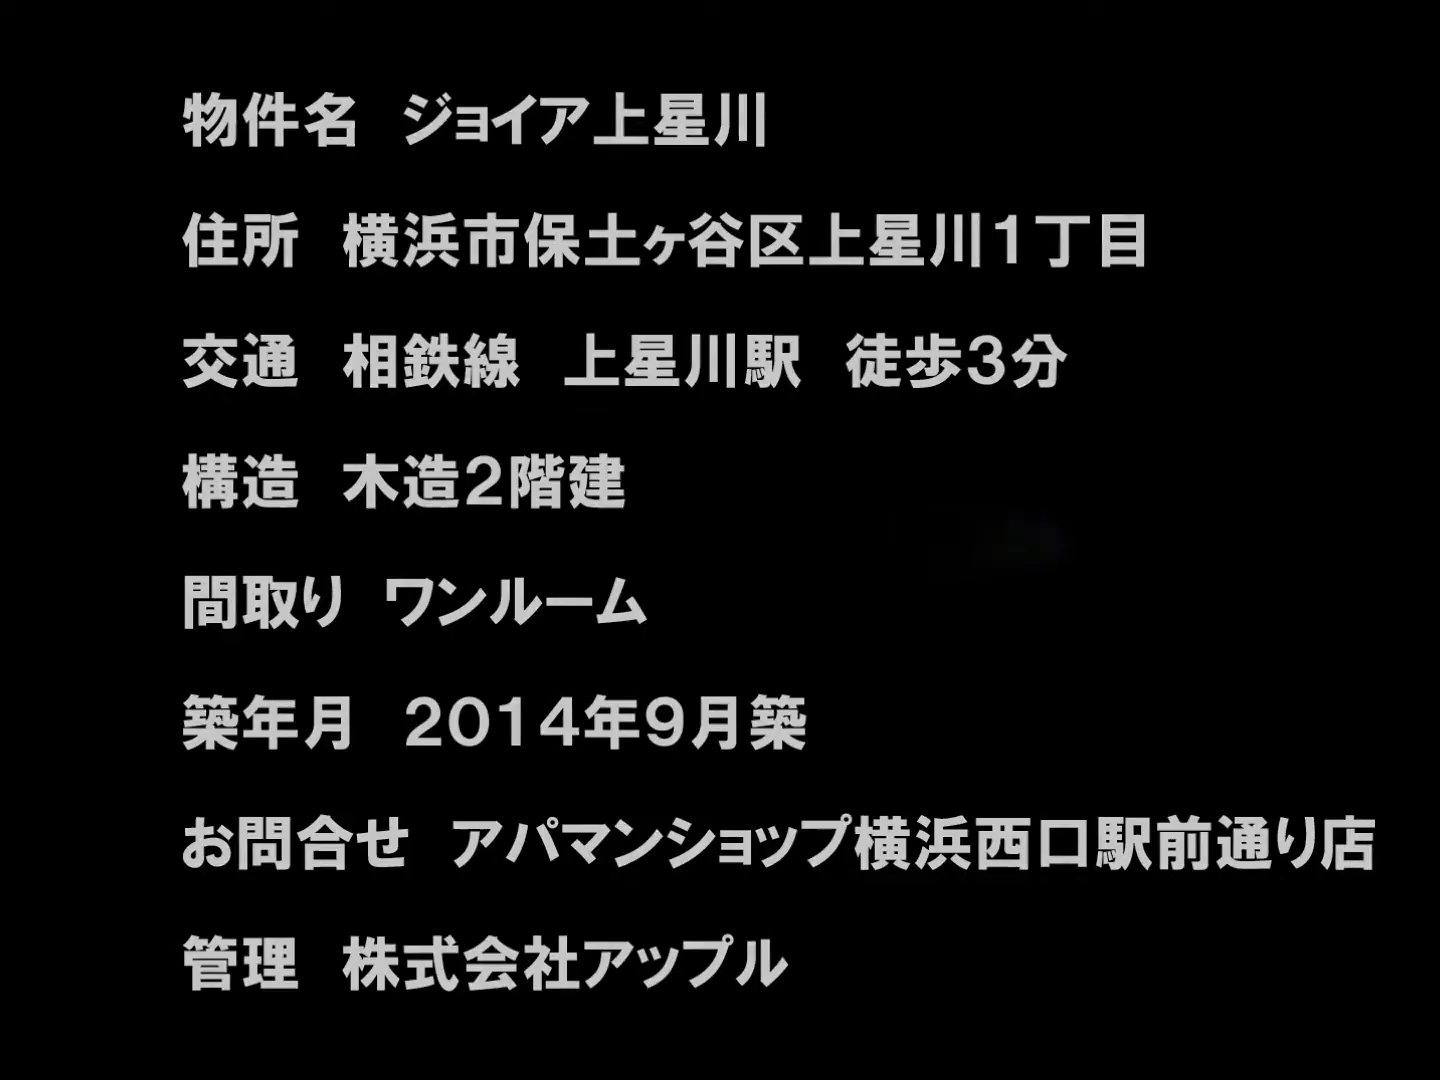 物件名　ジョイア上星川
住所　横浜市保土ヶ谷区上星川１丁目
交通　相鉄線　上星川駅　徒歩３分
構造　木造２階建
間取り　ワンルーム
築年月　２０１４年９月築
お問合せ　アパマンショップ横浜西口駅前通り店
管理　株式会社アップル